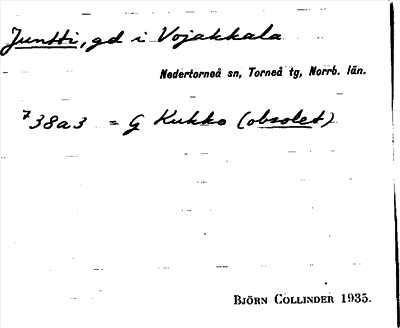 Juntti, gd i Vojakkala
Nedertorneå sn, Torneå tg, Norrb. län.
738a3 = G Kukko (obsolet)
BJÖRN COLLINDER 1935.